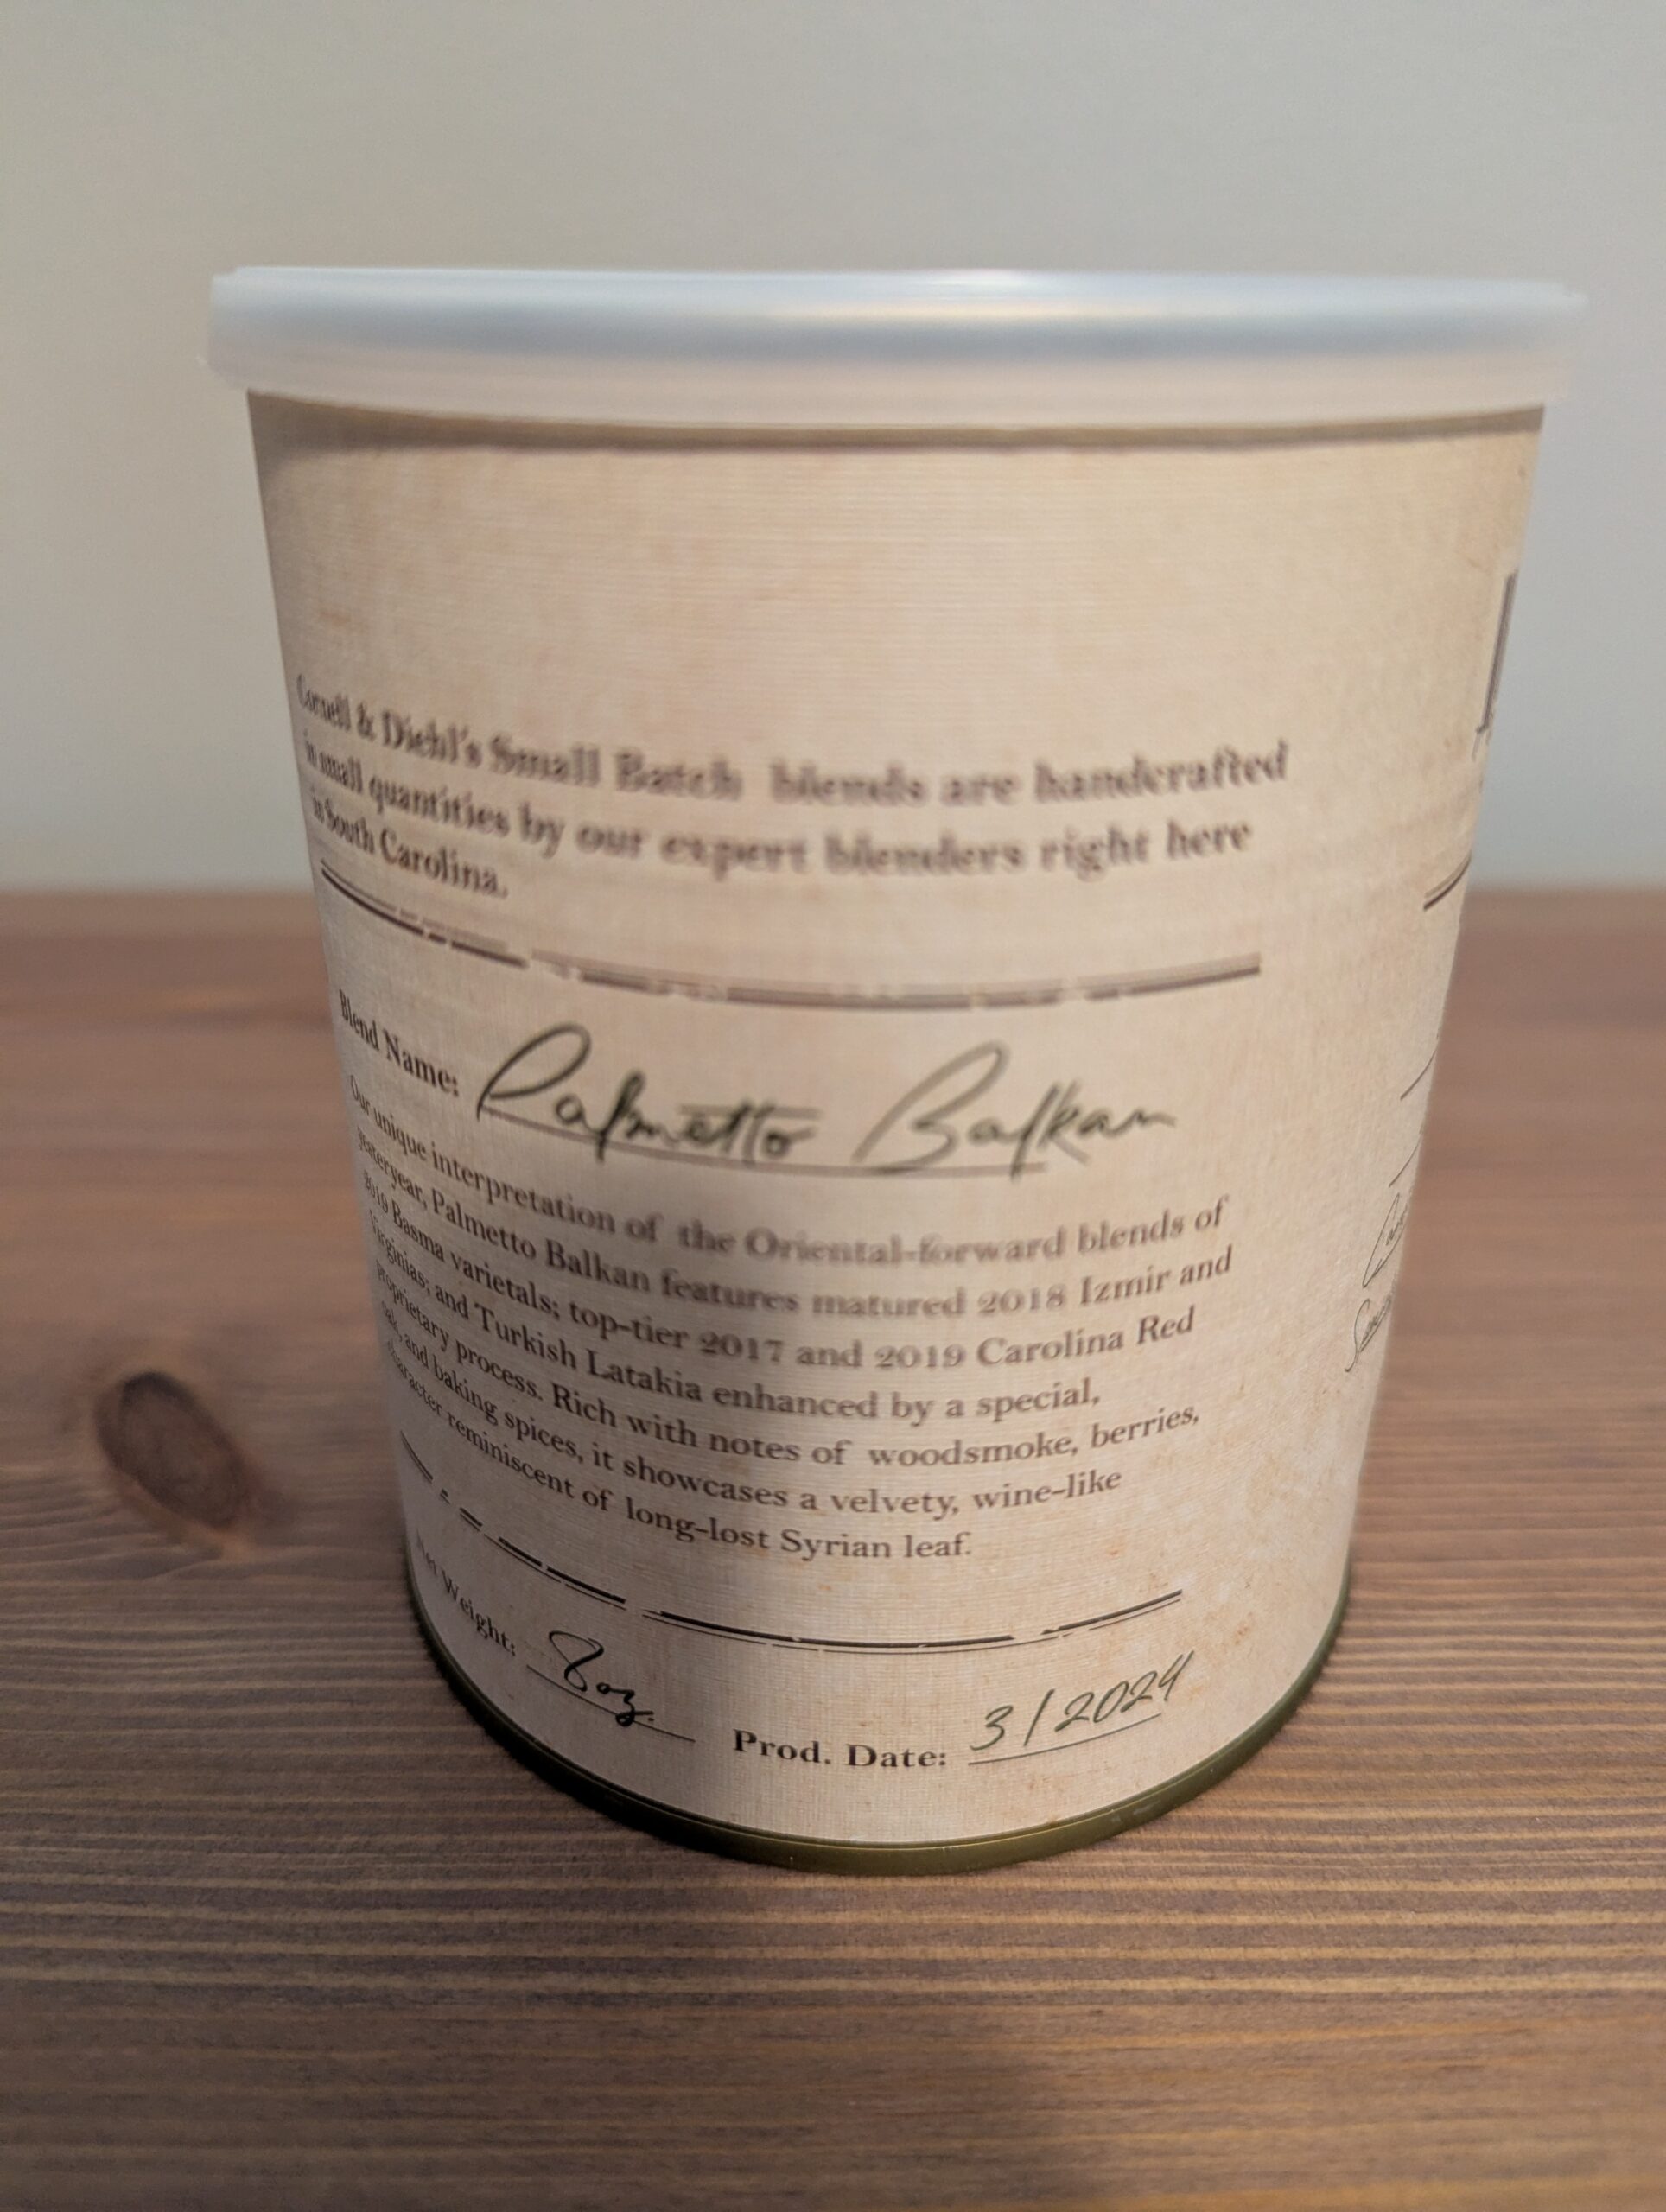 Cornell & Diehl's Small Batch blends are handcrafted
in small quantities by our expert blenders right here
in South Carolina.
Blend Name: Palmetto Balkan
Our unique interpretation of the Oriental-forward blends of
yesteryear, Palmetto Balkan features matured 2018 Izmir and
2019 Basma varietals; top-tier 2017 and 2019 Carolina Red
Virginias; and Turkish Latakia enhanced by a special,
proprietary process. Rich with notes of woodsmoke, berries,
oak, and baking spices, it showcases a velvety, wine-like
character reminiscent of long-lost Syrian leaf.
Net Weight: 8oz. Prod. Date: 3/2024